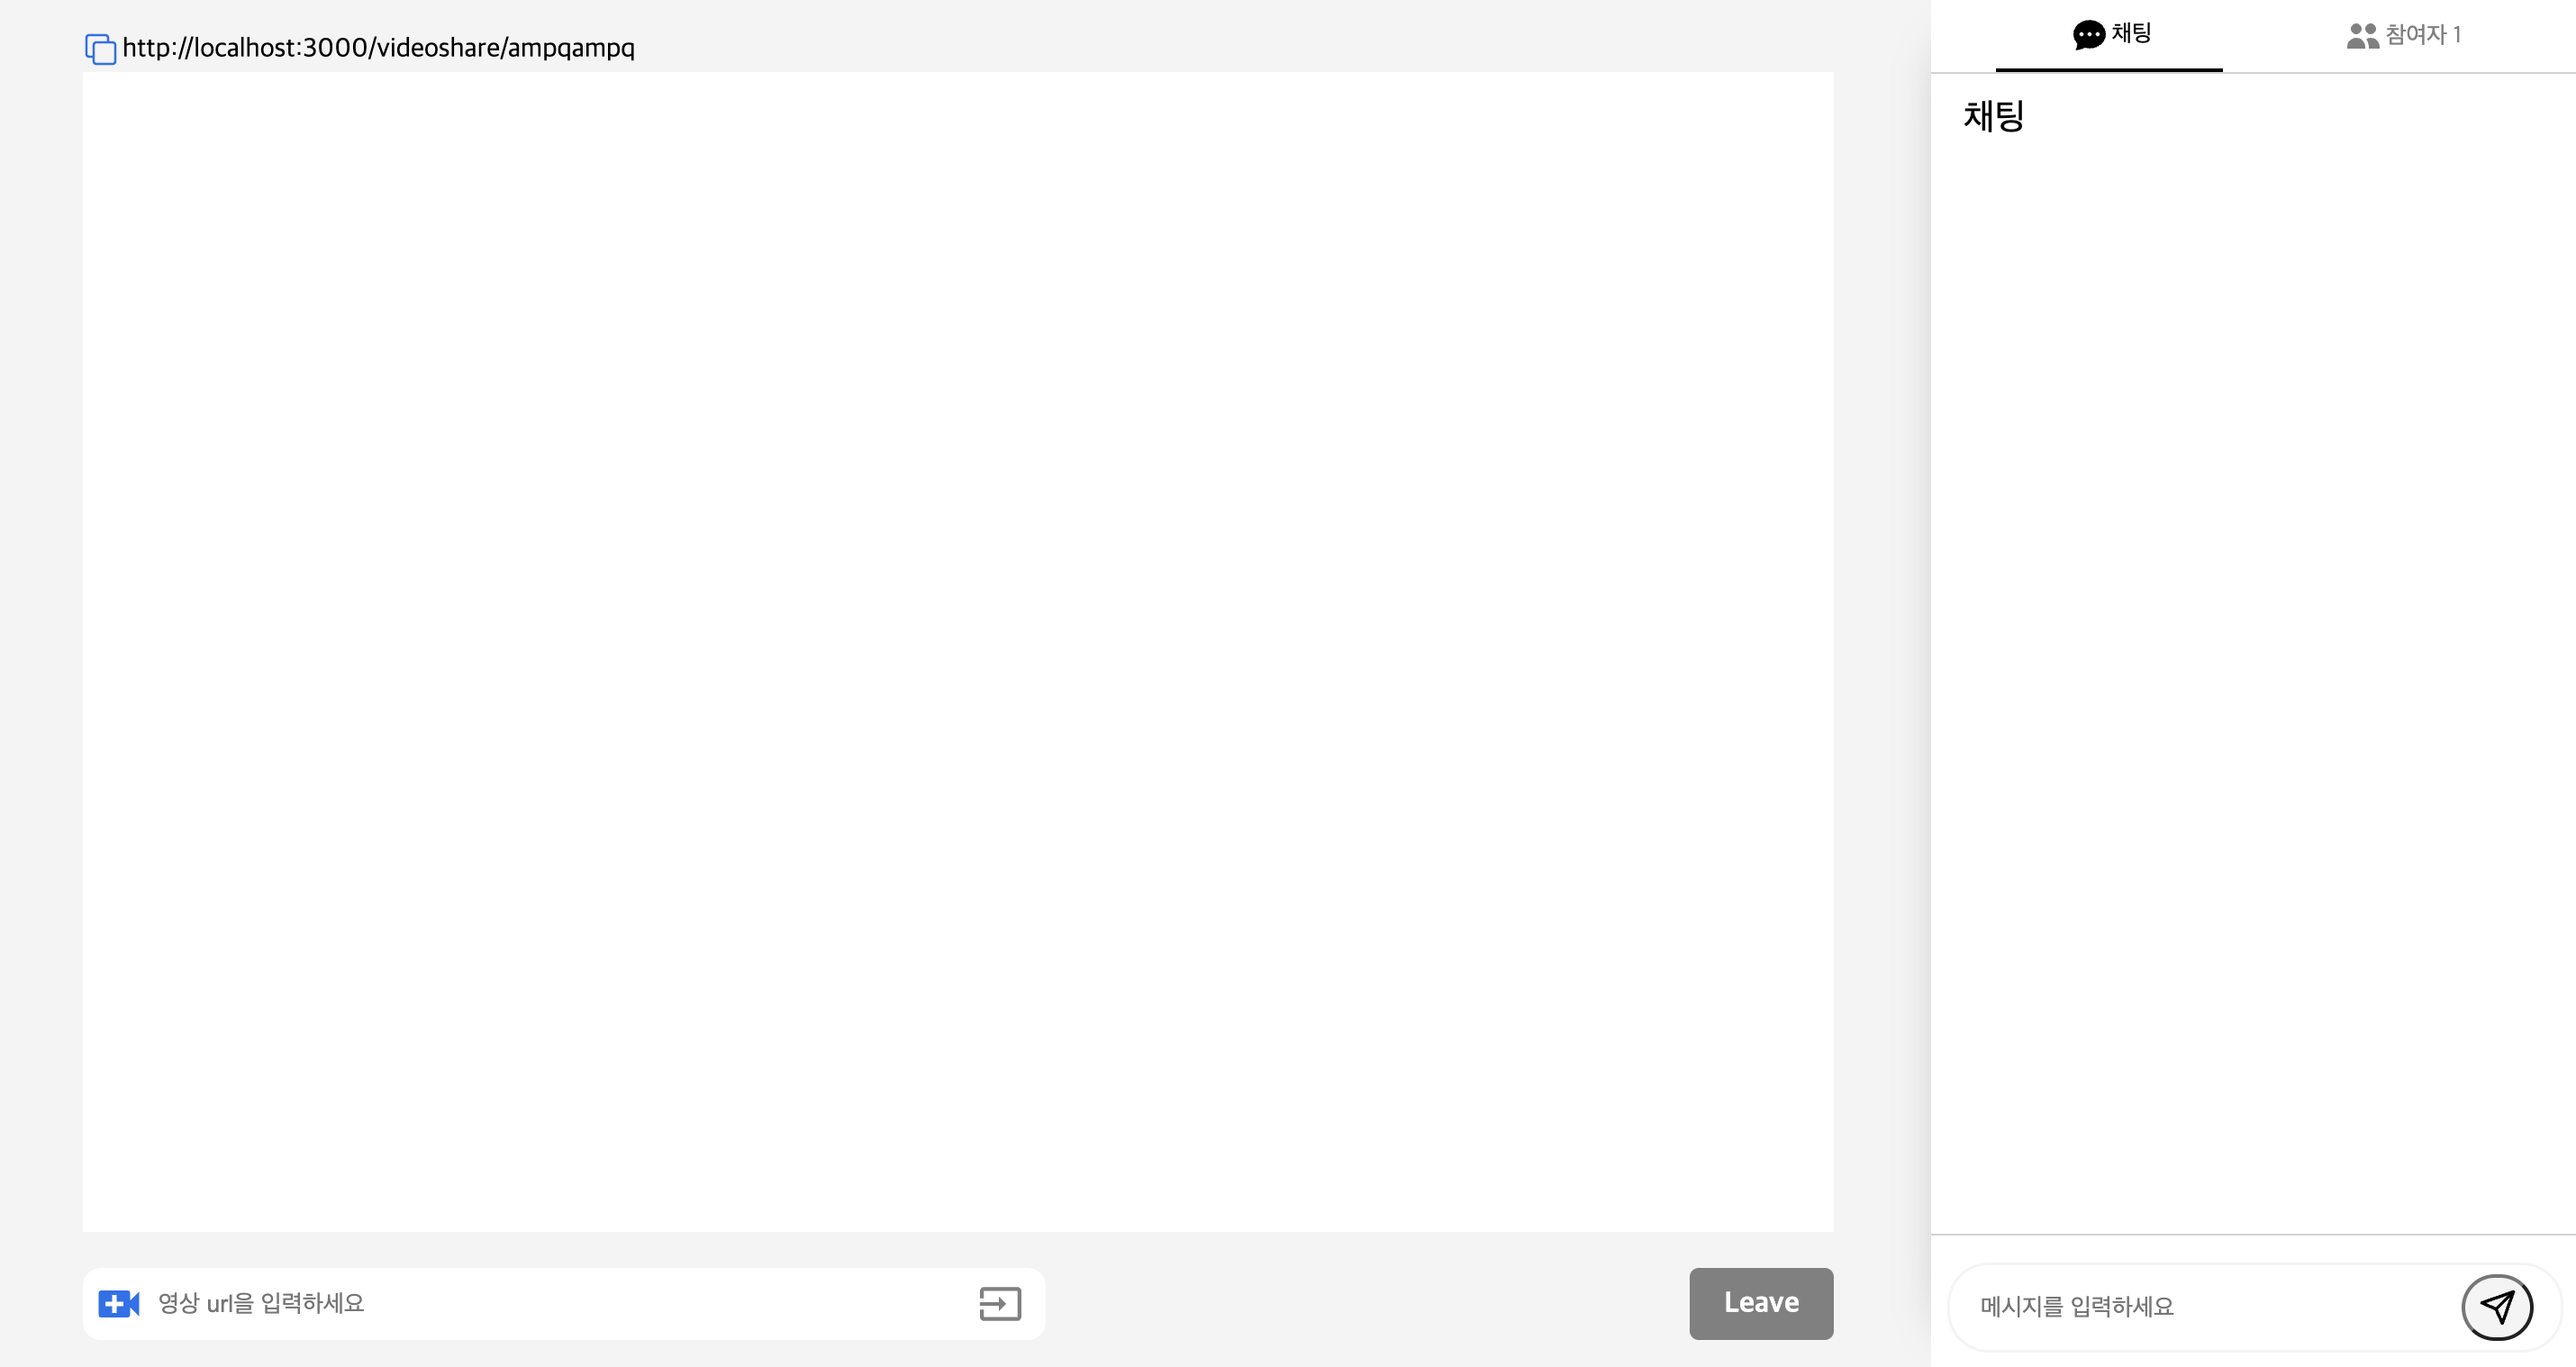 http://localhost:3000/videoshare/ampqampq
채팅
참여자 1
채팅
영상 url을 입력하세요
Leave
메시지를 입력하세요